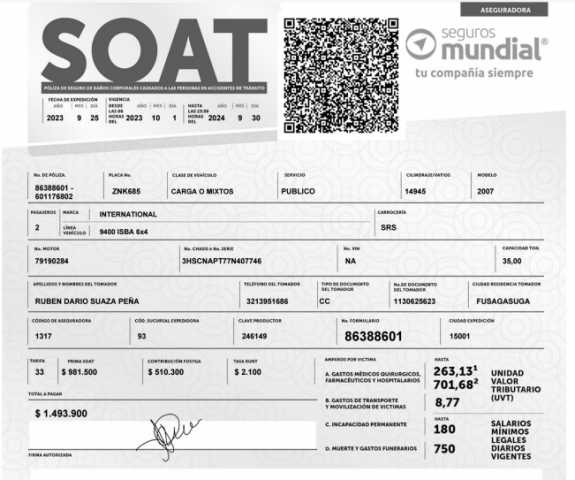 ASEGURADORA
SOAT
PÓLIZA DE SEGURO DE DAÑOS CORPORALES CAUSADOS A LAS PERSONAS EN ACCIDENTES DE TRÁNSITO
seguros
mundial®
tu compañía siempre
FECHA DE EXPEDICIÓN
AÑO MES DIA
2023 9 25
VIGENCIA
DESDE LAS 00 HORAS DEL
AÑO MES DIA
2023 10 1
HASTA LAS 23:59 HORAS DEL
AÑO MES DIA
2024 9 30
No. DE PÓLIZA PLACA No. CLASE DE VEHÍCULO SERVICIO CILINDRAJE/VATIOS MODELO
86388601 - 601176802 ZNK685 CARGA O MIXTOS PUBLICO 14945 2007
PASAJEROS MARCA INTERNATIONAL CARROCERÍA
2 LÍNEA VEHÍCULO 9400 ISBA 6x4 SRS
No. MOTOR No. CHASIS o No. SERIE No. VIN CAPACIDAD TON.
79190284 3HSCNAPT77N407746 NA 35,00
APELLIDOS Y NOMBRES DEL TOMADOR TELÉFONO DEL TOMADOR TIPO DE DOCUMENTO DEL TOMADOR No. DE DOCUMENTO DEL TOMADOR CIUDAD RESIDENCIA TOMADOR
RUBEN DARIO SUAZA PEÑA 3213951686 CC 1130625623 FUSAGASUGA
CÓDIGO DE ASEGURADORA CÓD. SUCURSAL EXPEDIDORA CLAVE PRODUCTOR No. FORMULARIO CIUDAD EXPEDICIÓN
1317 93 246149 86388601 15001
TARIFA PRIMA SOAT CONTRIBUCIÓN FOSYGA TASA RUNT
33 $ 981.500 $ 510.300 $ 2.100
TOTAL A PAGAR
$ 1.493.900
FIRMA AUTORIZADA
AMPAROS POR VICTIMA HASTA
A. GASTOS MÉDICOS QUIRURGICOS, FARMACÉUTICOS Y HOSPITALARIOS 263,13¹
701,68²
B. GASTOS DE TRANSPORTE Y MOVILIZACIÓN DE VICTIMAS 8,77
UNIDAD VALOR TRIBUTARIO (UVT)
HASTA
C. INCAPACIDAD PERMANENTE 180
D. MUERTE Y GASTOS FUNERARIOS 750
SALARIOS MÍNIMOS LEGALES DIARIOS VIGENTES